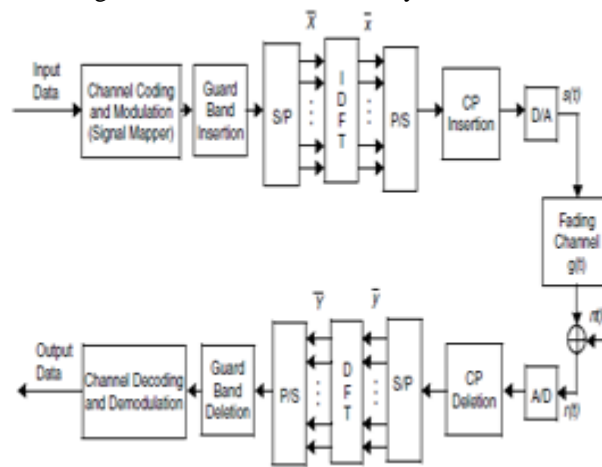 X̄
x̄
Input
Data
Channel Coding
and Modulation
(Signal Mapper)
Guard
Band
Insertion
S/P
I
D
F
T
P/S
CP
Insertion
D/A
s(t)
Fading
Channel
g(t)
n(t)
r(t)
A/D
CP
Deletion
S/P
ȳ
D
F
T
Ȳ
P/S
Guard
Band
Deletion
Channel Decoding
and Demodulation
Output
Data